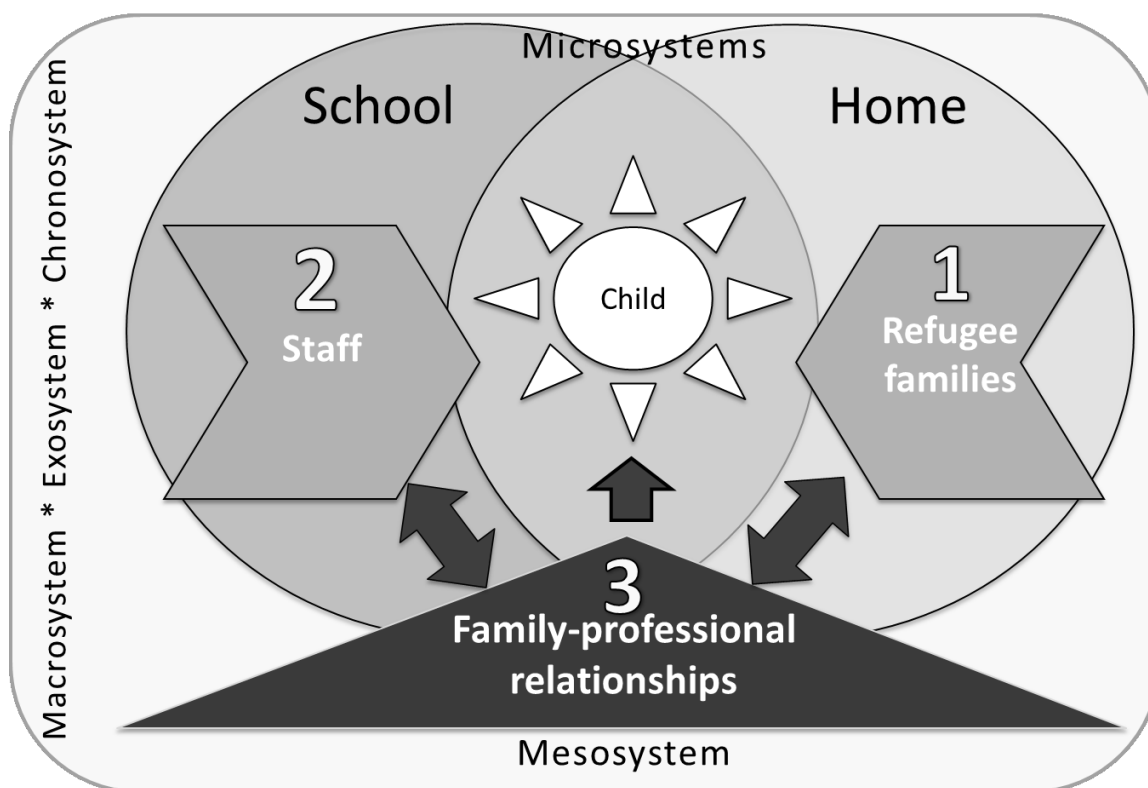 Microsystems
School
Home
Macrosystem * Exosystem * Chronosystem
2
Staff
Child
1
Refugee
families
3
Family-professional
relationships
Mesosystem